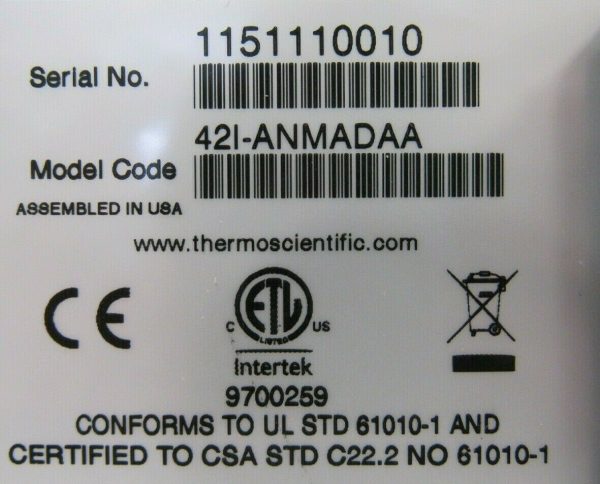 1151110010
Serial No.
42I-ANMADAA
Model Code
ASSEMBLED IN USA
www.thermoscientific.com
CE
ETL
C US
LISTED
Intertek
9700259
CONFORMS TO UL STD 61010-1 AND
CERTIFIED TO CSA STD C22.2 NO 61010-1